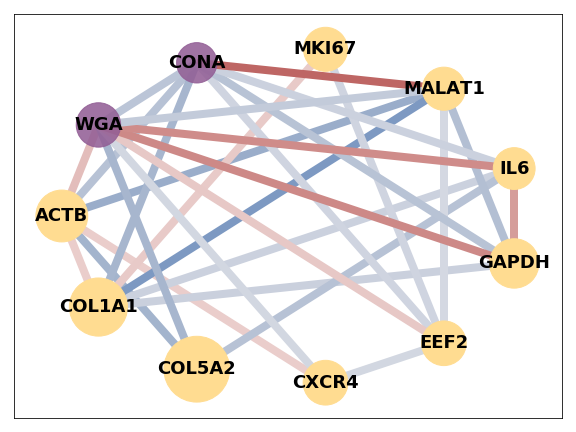 MKI67
CONA
MALAT1
WGA
IL6
ACTB
GAPDH
COL1A1
EEF2
COL5A2
CXCR4